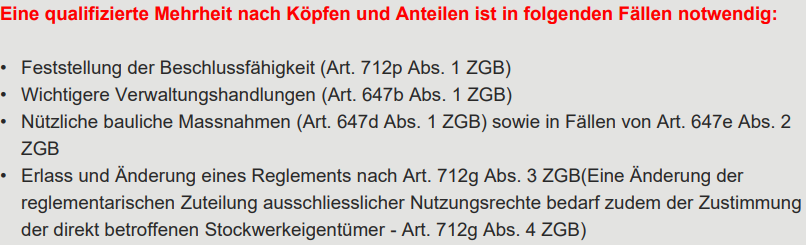 Eine qualifizierte Mehrheit nach Köpfen und Anteilen ist in folgenden Fällen notwendig:
• Feststellung der Beschlussfähigkeit (Art. 712p Abs. 1 ZGB)
• Wichtigere Verwaltungshandlungen (Art. 647b Abs. 1 ZGB)
• Nützliche bauliche Massnahmen (Art. 647d Abs. 1 ZGB) sowie in Fällen von Art. 647e Abs. 2
ZGB
• Erlass und Änderung eines Reglements nach Art. 712g Abs. 3 ZGB(Eine Änderung der
reglementarischen Zuteilung ausschliesslicher Nutzungsrechte bedarf zudem der Zustimmung
der direkt betroffenen Stockwerkeigentümer - Art. 712g Abs. 4 ZGB)